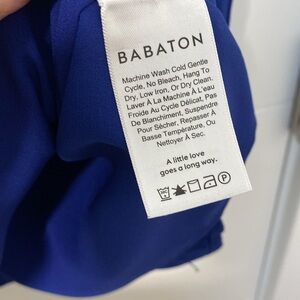 BABATON
Machine Wash Cold Gentle
Cycle, No Bleach, Hang To
Dry, Low Iron, Or Dry Clean.
Laver À La Machine À L'eau
Froide Au Cycle Délicat, Pas
De Blanchiment, Suspendre
Pour Sécher, Repasser À
Basse Température, Ou
Nettoyer À Sec.
A little love
goes a long way.